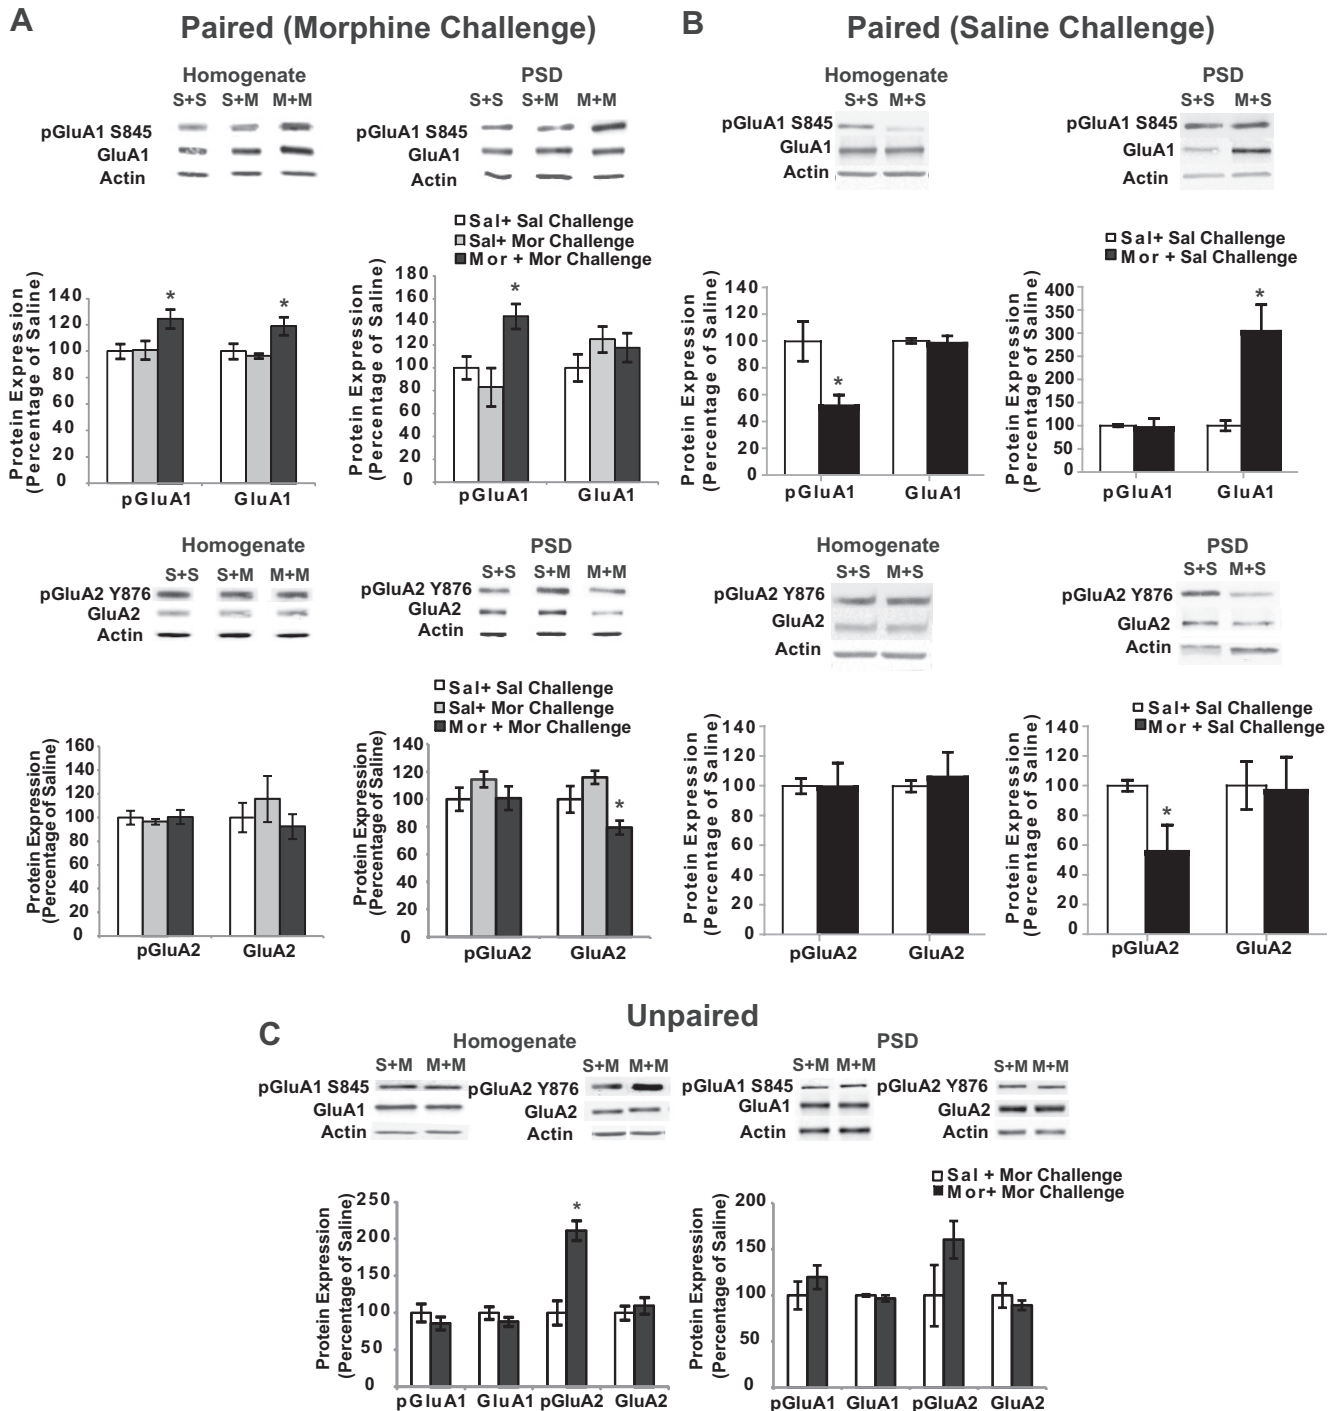 A
Paired (Morphine Challenge)
Homogenate
S+S S+M M+M
pGluA1 S845
GluA1
Actin
PSD
S+S S+M M+M
pGluA1 S845
GluA1
Actin
Sal+ Sal Challenge
Sal+ Mor Challenge
Mor + Mor Challenge
Protein Expression
(Percentage of Saline)
140
120
100
80
60
40
20
0
*
*
pGluA1 GluA1
Protein Expression
(Percentage of Saline)
180
160
140
120
100
80
60
40
20
0
*
pGluA1 GluA1
Homogenate
S+S S+M M+M
pGluA2 Y876
GluA2
Actin
PSD
S+S S+M M+M
pGluA2 Y876
GluA2
Actin
Sal+ Sal Challenge
Sal+ Mor Challenge
Mor + Mor Challenge
Protein Expression
(Percentage of Saline)
160
140
120
100
80
60
40
20
0
pGluA2 GluA2
Protein Expression
(Percentage of Saline)
140
120
100
80
60
40
20
0
*
pGluA2 GluA2
B
Paired (Saline Challenge)
Homogenate
S+S M+S
pGluA1 S845
GluA1
Actin
PSD
S+S M+S
pGluA1 S845
GluA1
Actin
Sal+ Sal Challenge
Mor + Sal Challenge
Protein Expression
(Percentage of Saline)
140
120
100
80
60
40
20
0
*
pGluA1 GluA1
Protein Expression
(Percentage of Saline)
400
350
300
250
200
150
100
50
0
*
pGluA1 GluA1
Homogenate
S+S M+S
pGluA2 Y876
GluA2
Actin
PSD
S+S M+S
pGluA2 Y876
GluA2
Actin
Sal+ Sal Challenge
Mor + Sal Challenge
Protein Expression
(Percentage of Saline)
140
120
100
80
60
40
20
0
pGluA2 GluA2
Protein Expression
(Percentage of Saline)
140
120
100
80
60
40
20
0
*
pGluA2 GluA2
C
Unpaired
Homogenate
S+M M+M
pGluA1 S845
GluA1
Actin
S+M M+M
pGluA2 Y876
GluA2
Actin
PSD
S+M M+M
pGluA1 S845
GluA1
Actin
S+M M+M
pGluA2 Y876
GluA2
Actin
Sal + Mor Challenge
Mor+ Mor Challenge
Protein Expression
(Percentage of Saline)
250
200
150
100
50
0
*
pGluA1 GluA1 pGluA2 GluA2
Protein Expression
(Percentage of Saline)
200
150
100
50
0
pGluA1 GluA1 pGluA2 GluA2